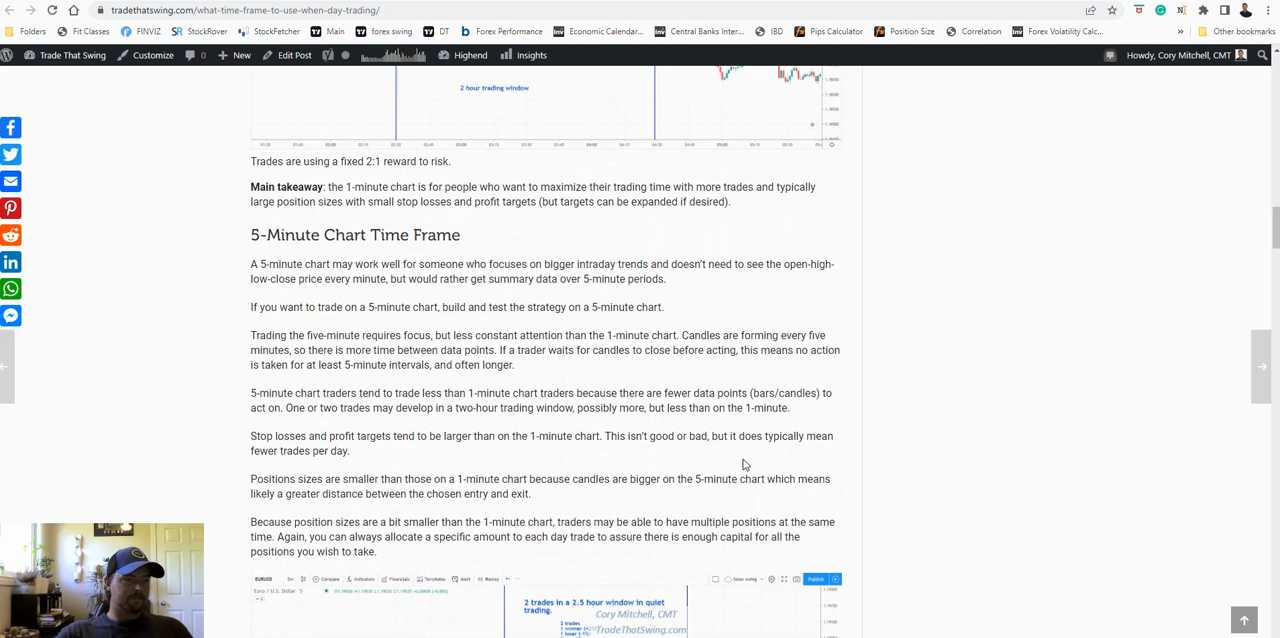 tradethatswing.com/what-time-frame-to-use-when-day-trading/
Folders Fit Classes FINVIZ StockRover StockFetcher Main forex swing DT Forex Performance Economic Calendar... Central Banks Inter... IBD Pips Calculator Position Size Correlation Forex Volatility Calc... » Other bookmarks
Trade That Swing Customize 0 New Edit Post Highend Insights Howdy, Cory Mitchell, CMT
2 hour trading window
Trades are using a fixed 2:1 reward to risk.
Main takeaway: the 1-minute chart is for people who want to maximize their trading time with more trades and typically
large position sizes with small stop losses and profit targets (but targets can be expanded if desired).
5-Minute Chart Time Frame
A 5-minute chart may work well for someone who focuses on bigger intraday trends and doesn't need to see the open-high-
low-close price every minute, but would rather get summary data over 5-minute periods.
If you want to trade on a 5-minute chart, build and test the strategy on a 5-minute chart.
Trading the five-minute requires focus, but less constant attention than the 1-minute chart. Candles are forming every five
minutes, so there is more time between data points. If a trader waits for candles to close before acting, this means no action
is taken for at least 5-minute intervals, and often longer.
5-minute chart traders tend to trade less than 1-minute chart traders because there are fewer data points (bars/candles) to
act on. One or two trades may develop in a two-hour trading window, possibly more, but less than on the 1-minute.
Stop losses and profit targets tend to be larger than on the 1-minute chart. This isn't good or bad, but it does typically mean
fewer trades per day.
Positions sizes are smaller than those on a 1-minute chart because candles are bigger on the 5-minute chart which means
likely a greater distance between the chosen entry and exit.
Because position sizes are a bit smaller than the 1-minute chart, traders may be able to have multiple positions at the same
time. Again, you can always allocate a specific amount to each day trade to assure there is enough capital for all the
positions you wish to take.
EURUSD 5m Compare Indicators Financials Templates Alert Replay forex swing Publish
Euro / U.S. Dollar 5
2 trades in a 2.5 hour window in quiet
trading.
Cory Mitchell, CMT
2 trades
TradeThatSwing.com